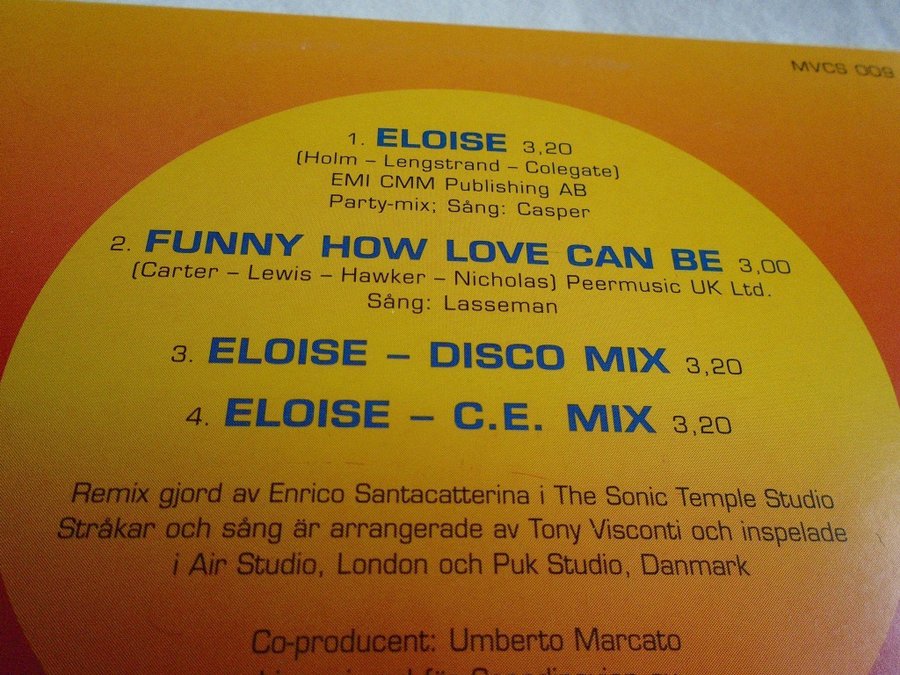 MVCS 009
1. ELOISE 3,20
(Holm – Lengstrand – Colegate)
EMI CMM Publishing AB
Party-mix; Sång: Casper
2. FUNNY HOW LOVE CAN BE 3,00
(Carter – Lewis – Hawker – Nicholas) Peermusic UK Ltd.
Sång: Lasseman
3. ELOISE – DISCO MIX 3,20
4. ELOISE – C.E. MIX 3,20
Remix gjord av Enrico Santacatterina i The Sonic Temple Studio
Stråkar och sång är arrangerade av Tony Visconti och inspelade
i Air Studio, London och Puk Studio, Danmark
Co-producent: Umberto Marcato